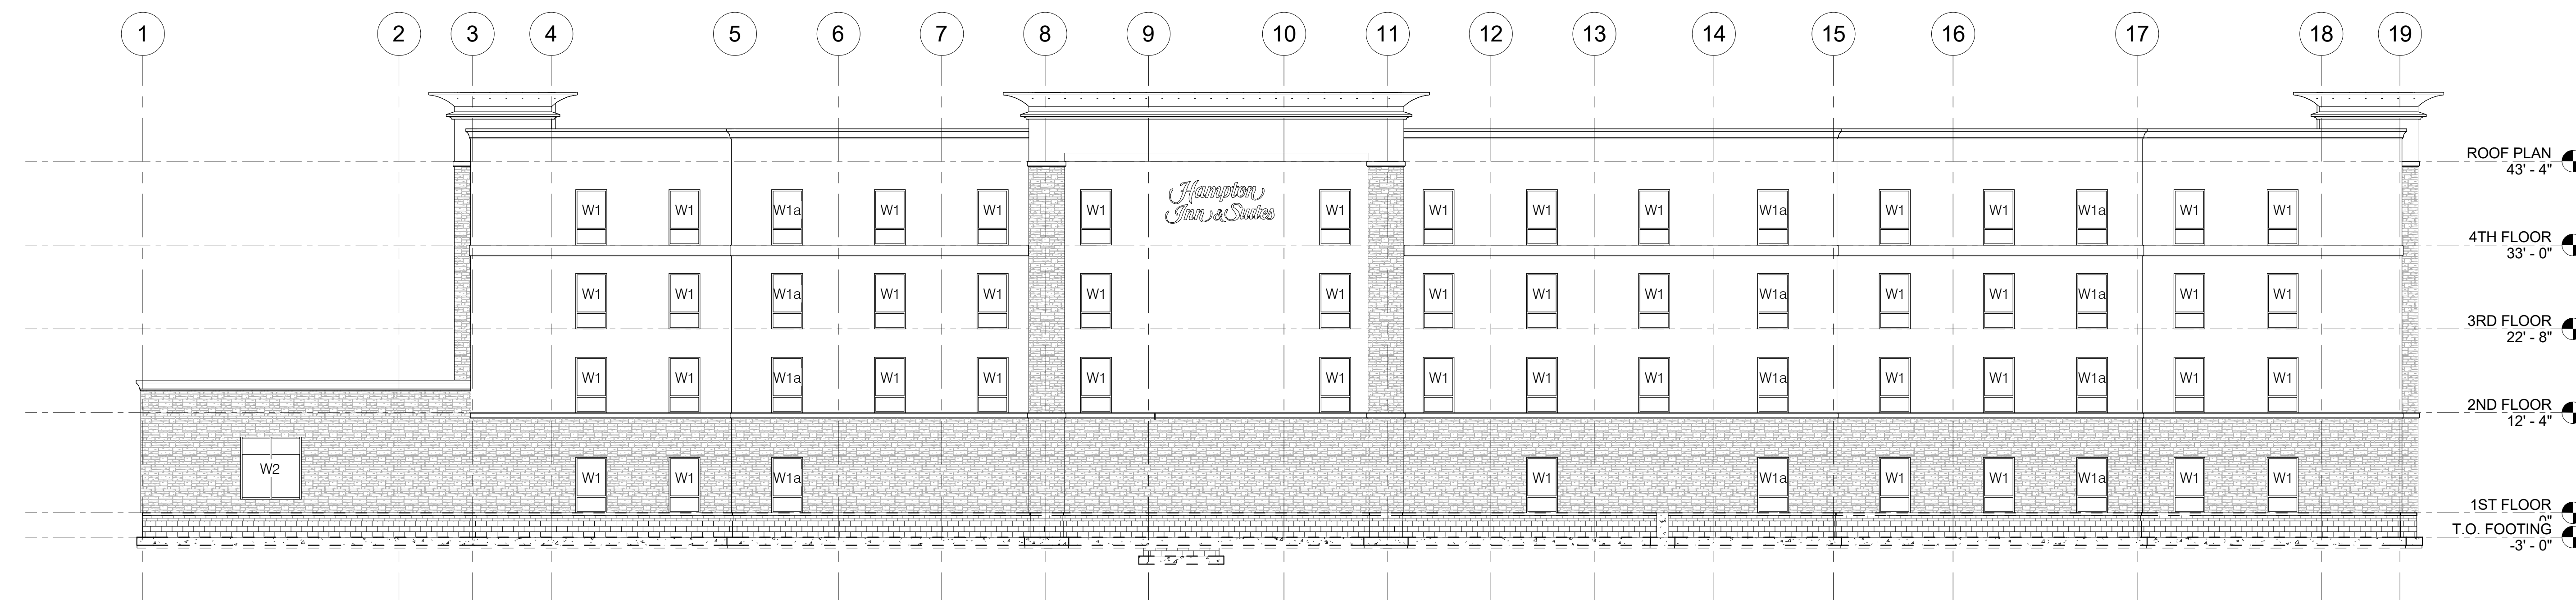 1 2 3 4 5 6 7 8 9 10 11 12 13 14 15 16 17 18 19
ROOF PLAN
43' - 4"
Hampton
Inn & Suites
W1 W1 W1a W1 W1 W1 W1 W1 W1 W1 W1a W1 W1 W1a W1 W1
4TH FLOOR
33' - 0"
W1 W1 W1a W1 W1 W1 W1 W1 W1 W1 W1a W1 W1 W1a W1 W1
3RD FLOOR
22' - 8"
W1 W1 W1a W1 W1 W1 W1 W1 W1 W1 W1a W1 W1 W1a W1 W1
2ND FLOOR
12' - 4"
W2 W1 W1 W1a W1 W1a W1 W1 W1a W1 W1
1ST FLOOR
T.O. FOOTING
-3' - 0"